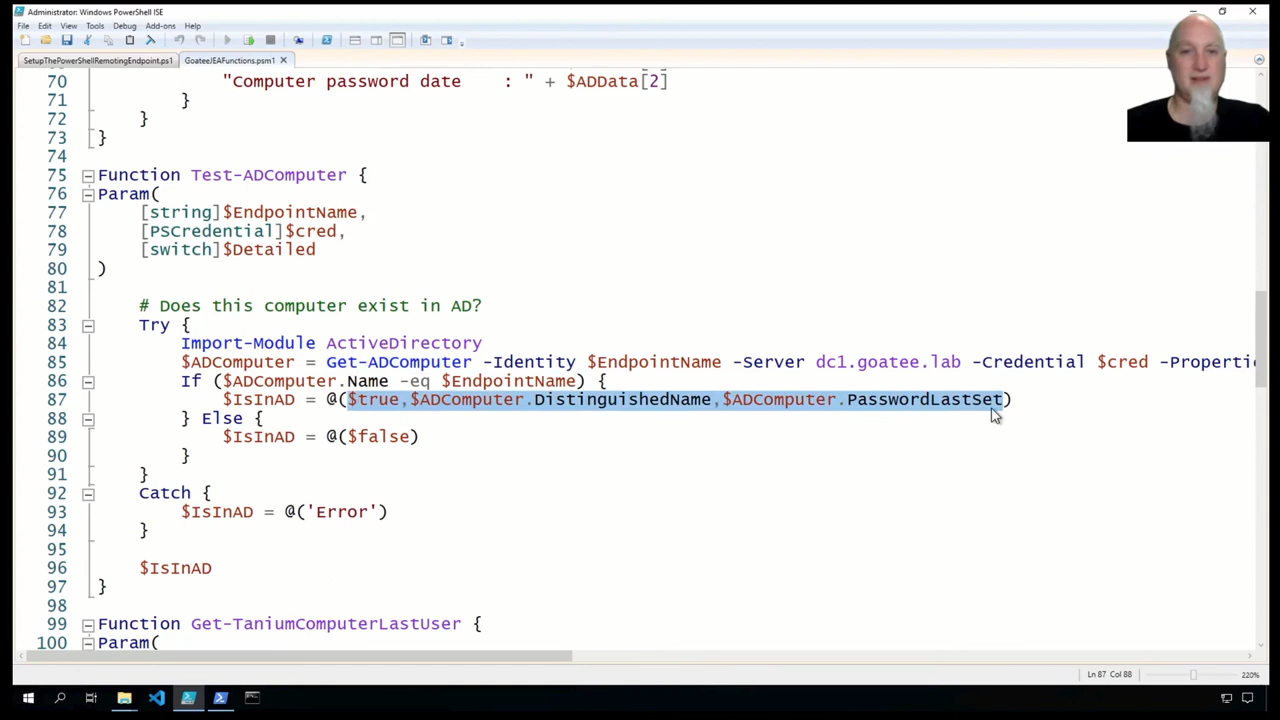 Administrator: Windows PowerShell ISE
File Edit View Tools Debug Add-ons Help
SetupThePowerShellRemotingEndpoint.ps1 GoateeJEAFunctions.psm1
70 "Computer password date : " + $ADData[2]
71 }
72 }
73 }
74
75 Function Test-ADComputer {
76 Param(
77 [string]$EndpointName,
78 [PSCredential]$cred,
79 [switch]$Detailed
80 )
81
82 # Does this computer exist in AD?
83 Try {
84 Import-Module ActiveDirectory
85 $ADComputer = Get-ADComputer -Identity $EndpointName -Server dc1.goatee.lab -Credential $cred -Properti
86 If ($ADComputer.Name -eq $EndpointName) {
87 $IsInAD = @($true,$ADComputer.DistinguishedName,$ADComputer.PasswordLastSet)
88 } Else {
89 $IsInAD = @($false)
90 }
91 }
92 Catch {
93 $IsInAD = @('Error')
94 }
95
96 $IsInAD
97 }
98
99 Function Get-TaniumComputerLastUser {
100 Param(
Ln 87 Col 88 220%